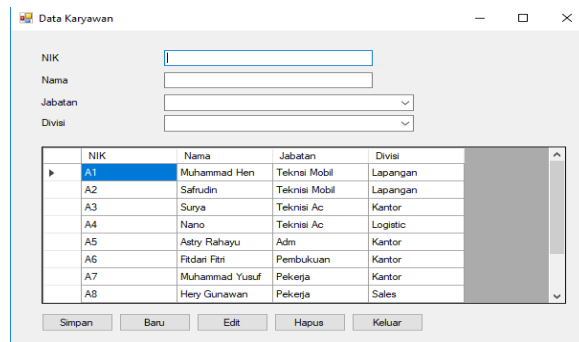 Data Karyawan
NIK
Nama
Jabatan
Divisi
NIK Nama Jabatan Divisi
A1 Muhammad Hen Teknsi Mobil Lapangan
A2 Safrudin Teknisi Mobil Lapangan
A3 Surya Teknisi Ac Kantor
A4 Nano Teknisi Ac Logistic
A5 Astry Rahayu Adm Kantor
A6 Fitdari Fitri Pembukuan Kantor
A7 Muhammad Yusuf Pekerja Kantor
A8 Hery Gunawan Pekerja Sales
Simpan Baru Edit Hapus Keluar